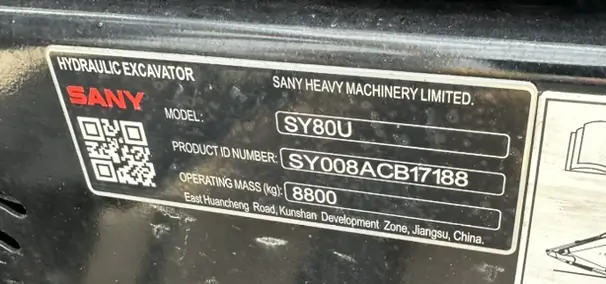 HYDRAULIC EXCAVATOR
SANY HEAVY MACHINERY LIMITED.
SANY
MODEL: SY80U
PRODUCT ID NUMBER: SY008ACB17188
OPERATING MASS (kg): 8800
East Huancheng Road, Kunshan Development Zone, Jiangsu, China.